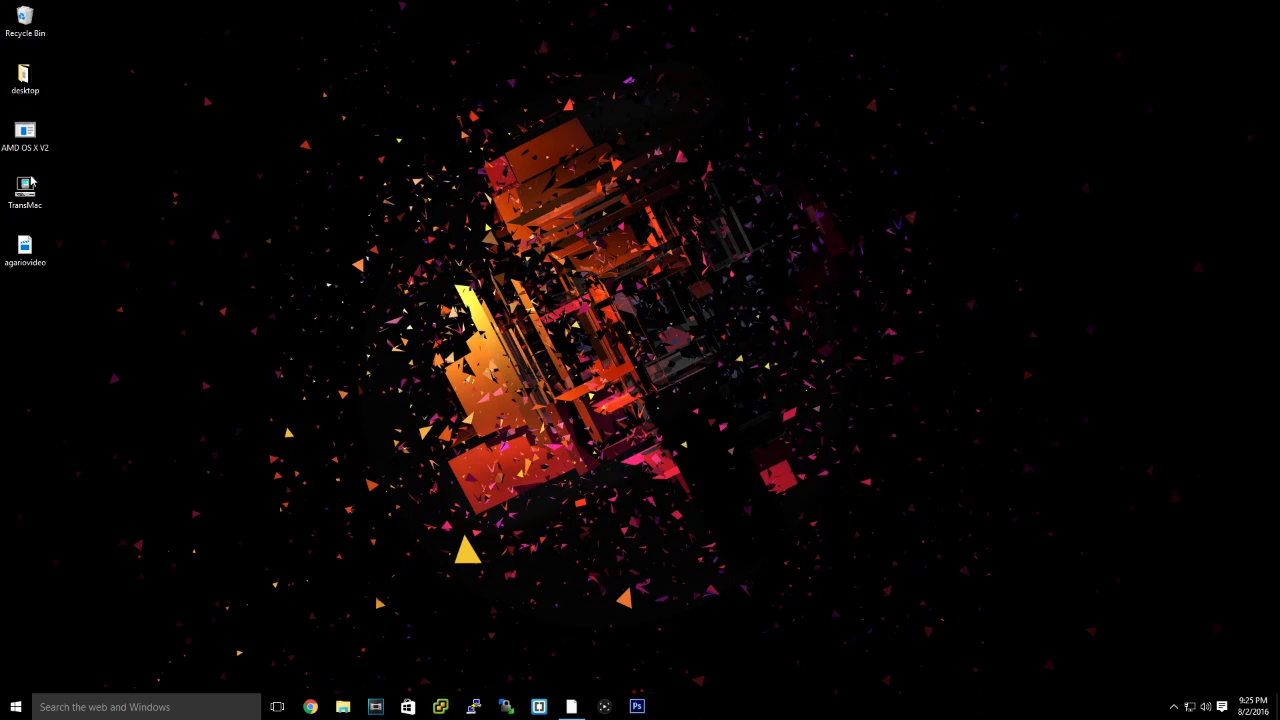 Recycle Bin
desktop
AMD OS X V2
TransMac
agariovideo
Search the web and Windows
Ps
9:25 PM
8/2/2016